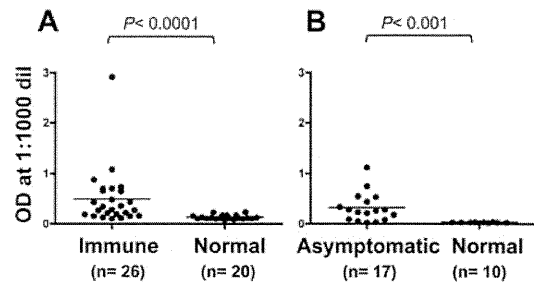 A
P< 0.0001
B
P< 0.001
OD at 1:1000 dil
3
2
1
0
3
2
1
0
Immune
Normal
Asymptomatic
Normal
(n= 26)
(n= 20)
(n= 17)
(n= 10)